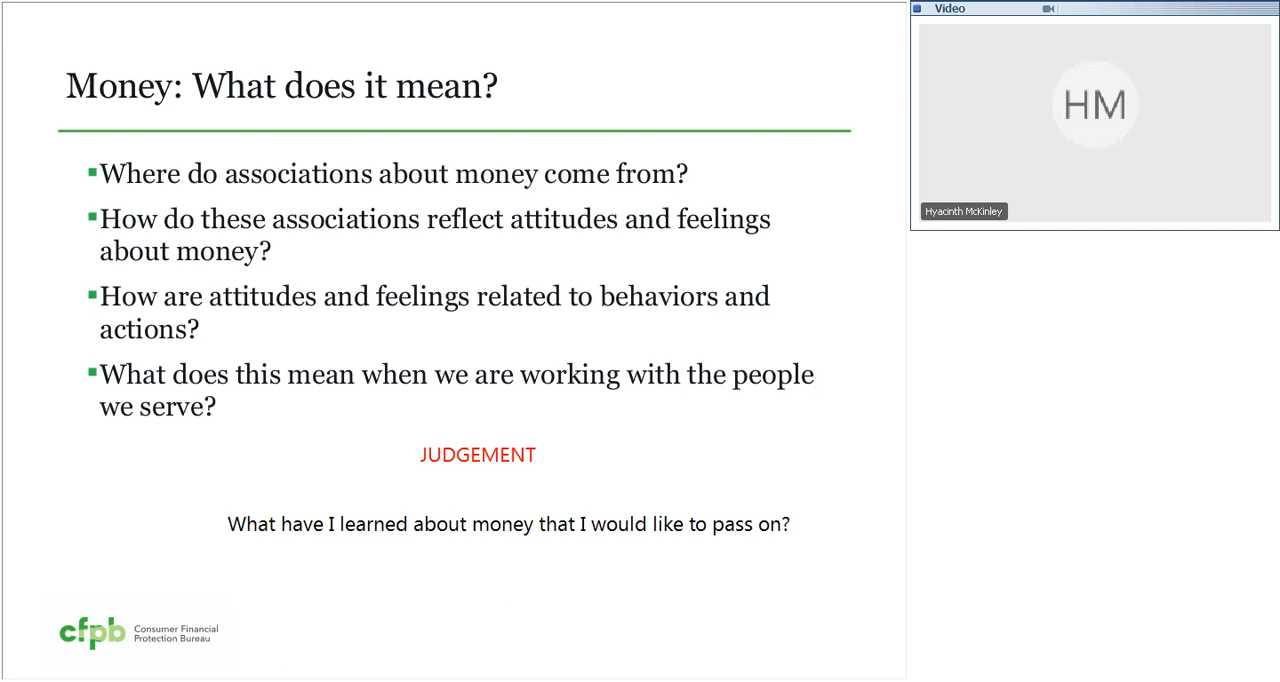 Money: What does it mean?
Where do associations about money come from?
How do these associations reflect attitudes and feelings
about money?
How are attitudes and feelings related to behaviors and
actions?
What does this mean when we are working with the people
we serve?
JUDGEMENT
What have I learned about money that I would like to pass on?
cfpb Consumer Financial
Protection Bureau
Video
HM
Hyacinth McKinley